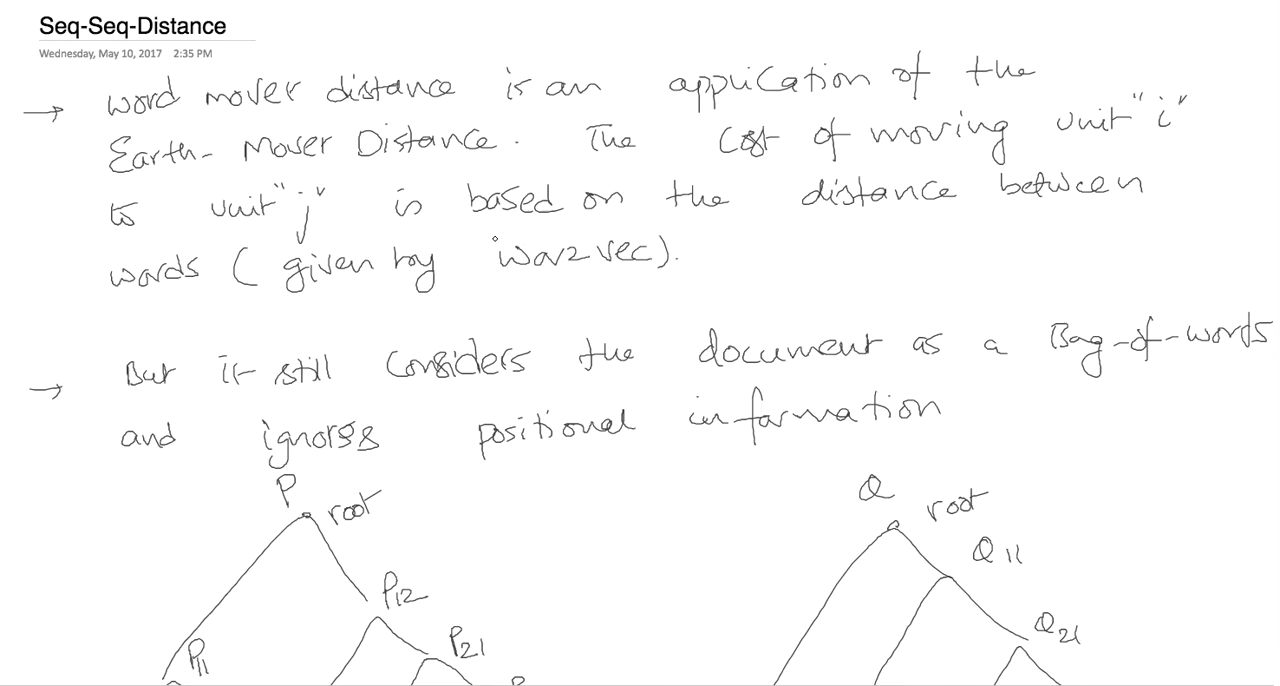 Seq-Seq-Distance
Wednesday, May 10, 2017 2:35 PM
→ word mover distance is an application of the
Earth-Mover Distance. The cost of moving unit "i"
to unit "j" is based on the distance between
words (given by wor2vec).
→ But it still considers the document as a Bag-of-words
and ignores positional information
P root
Q root
Q11
P12
P21
Q21
P11